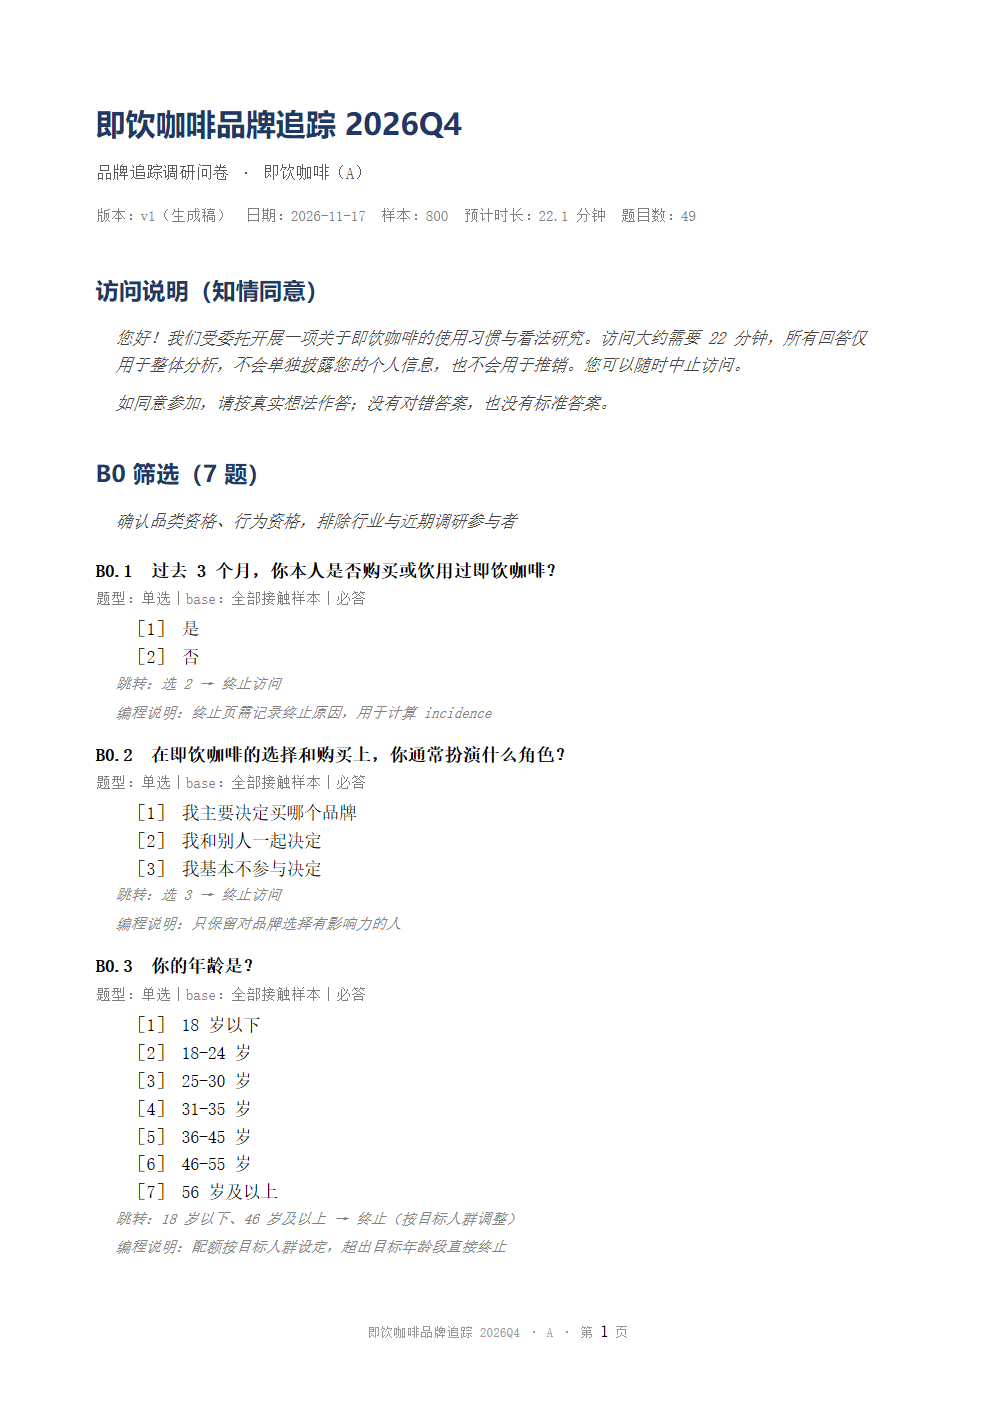 即饮咖啡品牌追踪 2026Q4
品牌追踪调研问卷 · 即饮咖啡（A）
版本：v1（生成稿） 日期：2026-11-17 样本：800 预计时长：22.1 分钟 题目数：49
访问说明（知情同意）
您好！我们受委托开展一项关于即饮咖啡的使用习惯与看法研究。访问大约需要 22 分钟，所有回答仅
用于整体分析，不会单独披露您的个人信息，也不会用于推销。您可以随时中止访问。
如同意参加，请按真实想法作答；没有对错答案，也没有标准答案。
B0 筛选（7 题）
确认品类资格、行为资格，排除行业与近期调研参与者
B0.1 过去 3 个月，你本人是否购买或饮用过即饮咖啡？
题型：单选｜base：全部接触样本｜必答
［1］ 是
［2］ 否
跳转：选 2 → 终止访问
编程说明：终止页需记录终止原因，用于计算 incidence
B0.2 在即饮咖啡的选择和购买上，你通常扮演什么角色？
题型：单选｜base：全部接触样本｜必答
［1］ 我主要决定买哪个品牌
［2］ 我和别人一起决定
［3］ 我基本不参与决定
跳转：选 3 → 终止访问
编程说明：只保留对品牌选择有影响力的人
B0.3 你的年龄是？
题型：单选｜base：全部接触样本｜必答
［1］ 18 岁以下
［2］ 18-24 岁
［3］ 25-30 岁
［4］ 31-35 岁
［5］ 36-45 岁
［6］ 46-55 岁
［7］ 56 岁及以上
跳转：18 岁以下、46 岁及以上 → 终止（按目标人群调整）
编程说明：配额按目标人群设定，超出目标年龄段直接终止
即饮咖啡品牌追踪 2026Q4 · A · 第 1 页